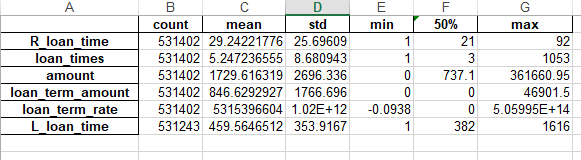 A B C D E F G
count mean std min 50% max
R_loan_time 531402 29.24221776 25.69609 1 21 92
loan_times 531402 5.247236555 8.680943 1 3 1053
amount 531402 1729.616319 2696.336 0 737.1 361660.95
loan_term_amount 531402 846.6292927 1766.696 0 0 46901.5
loan_term_rate 531402 5315396604 1.02E+12 -0.0938 0 5.05995E+14
L_loan_time 531243 459.5646512 353.9167 1 382 1616